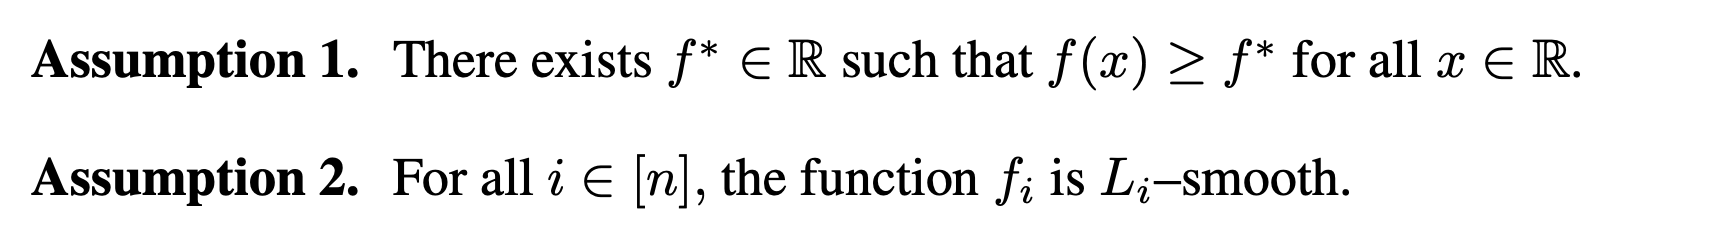 Assumption 1. There exists f* ∈ ℝ such that f(x) ≥ f* for all x ∈ ℝ.
Assumption 2. For all i ∈ [n], the function fᵢ is Lᵢ–smooth.